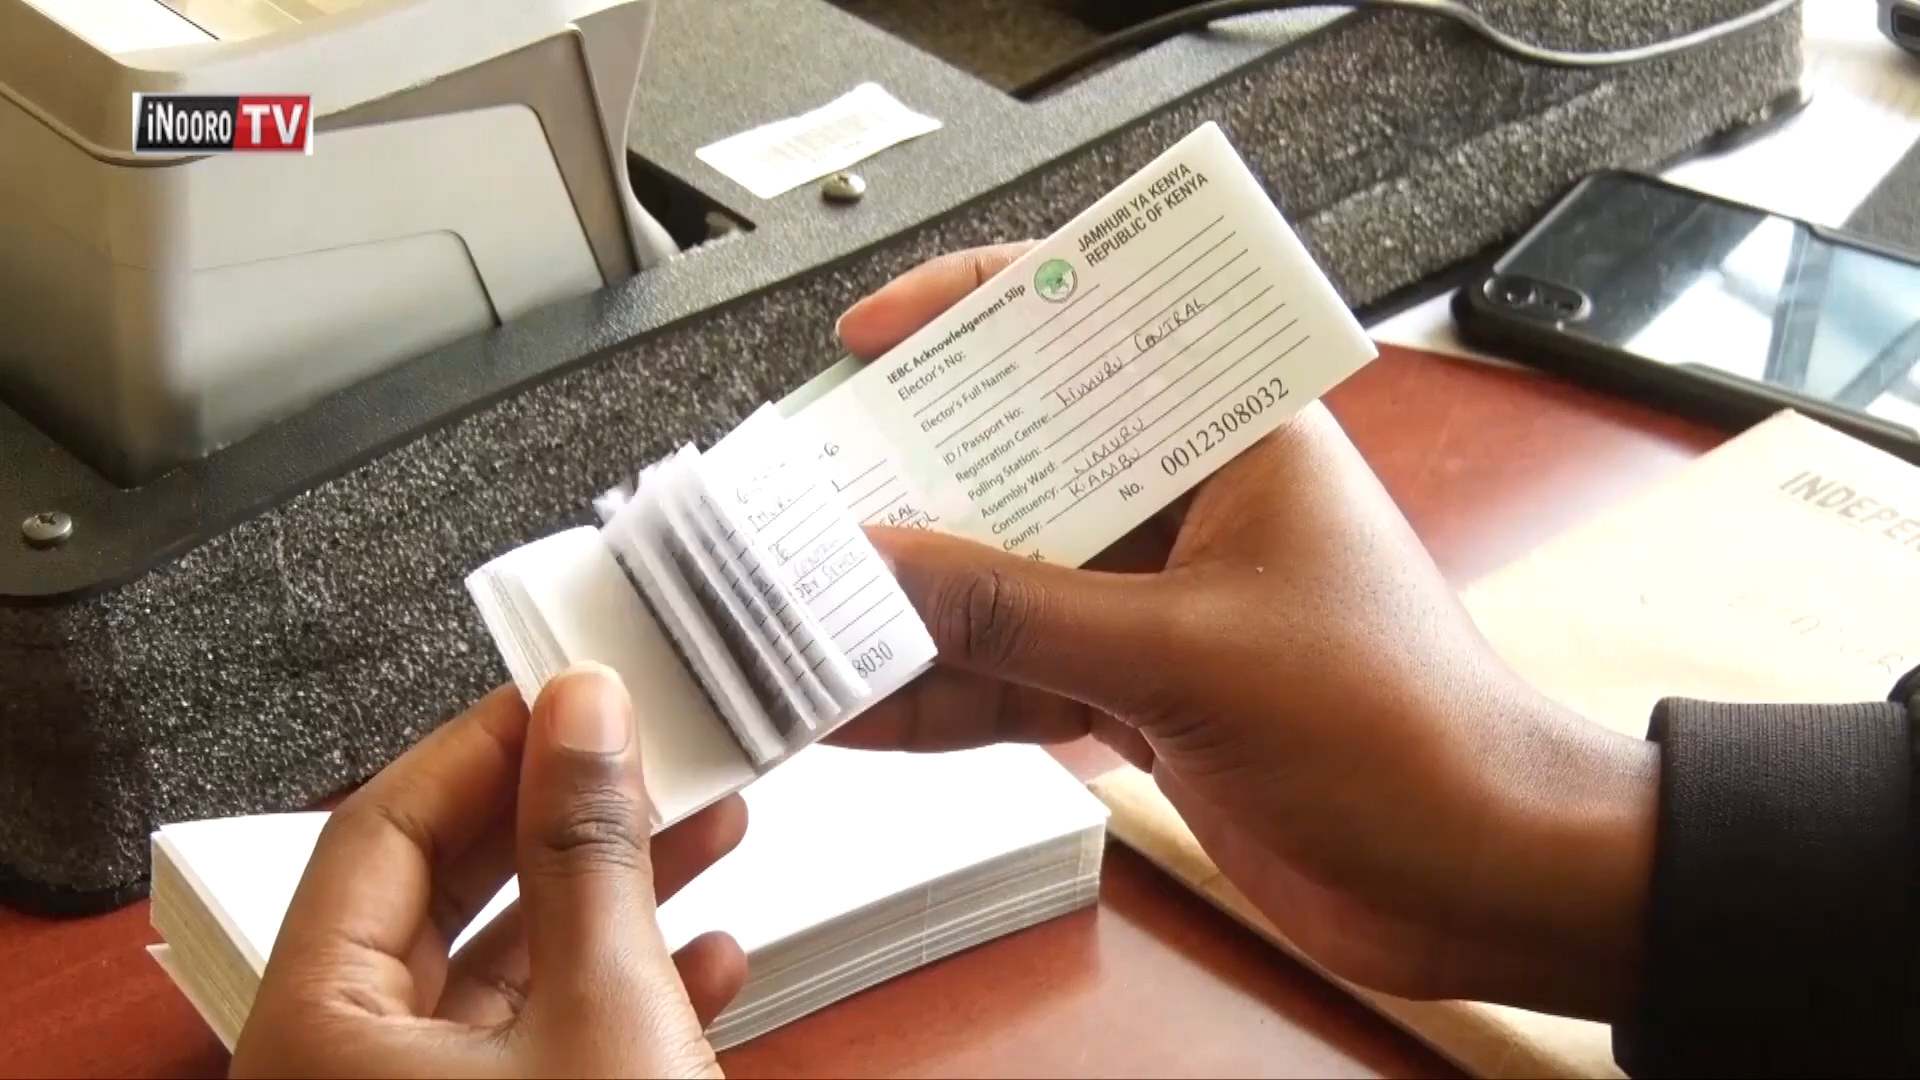 iNOORO TV
JAMHURI YA KENYA
REPUBLIC OF KENYA
IEBC Acknowledgement Slip
Elector's No:
Elector's Full Names:
ID / Passport No:
Registration Centre: LIMURU CENTRAL
Polling Station:
Assembly Ward:
Constituency: LIMURU
County: KIAMBU
No. 0012308032
8030
INDEPEN